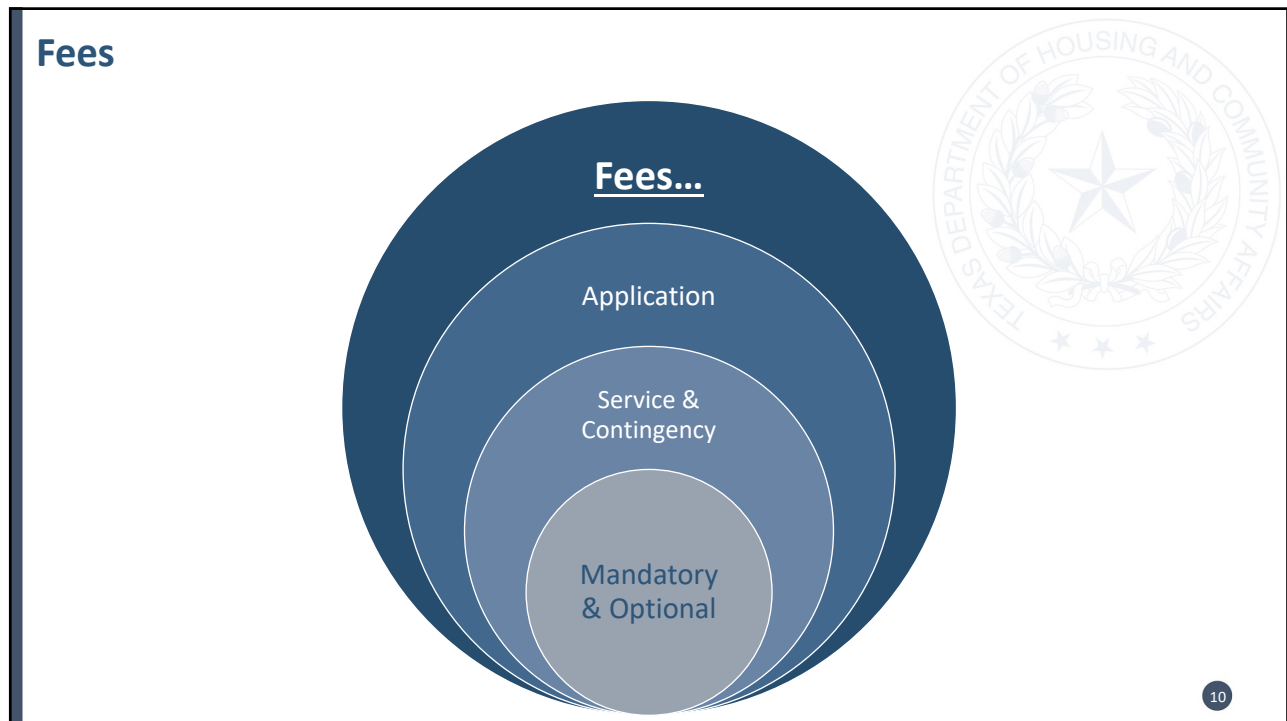 Fees
TEXAS DEPARTMENT OF HOUSING AND COMMUNITY AFFAIRS
Fees...
Application
Service &
Contingency
Mandatory
& Optional
10